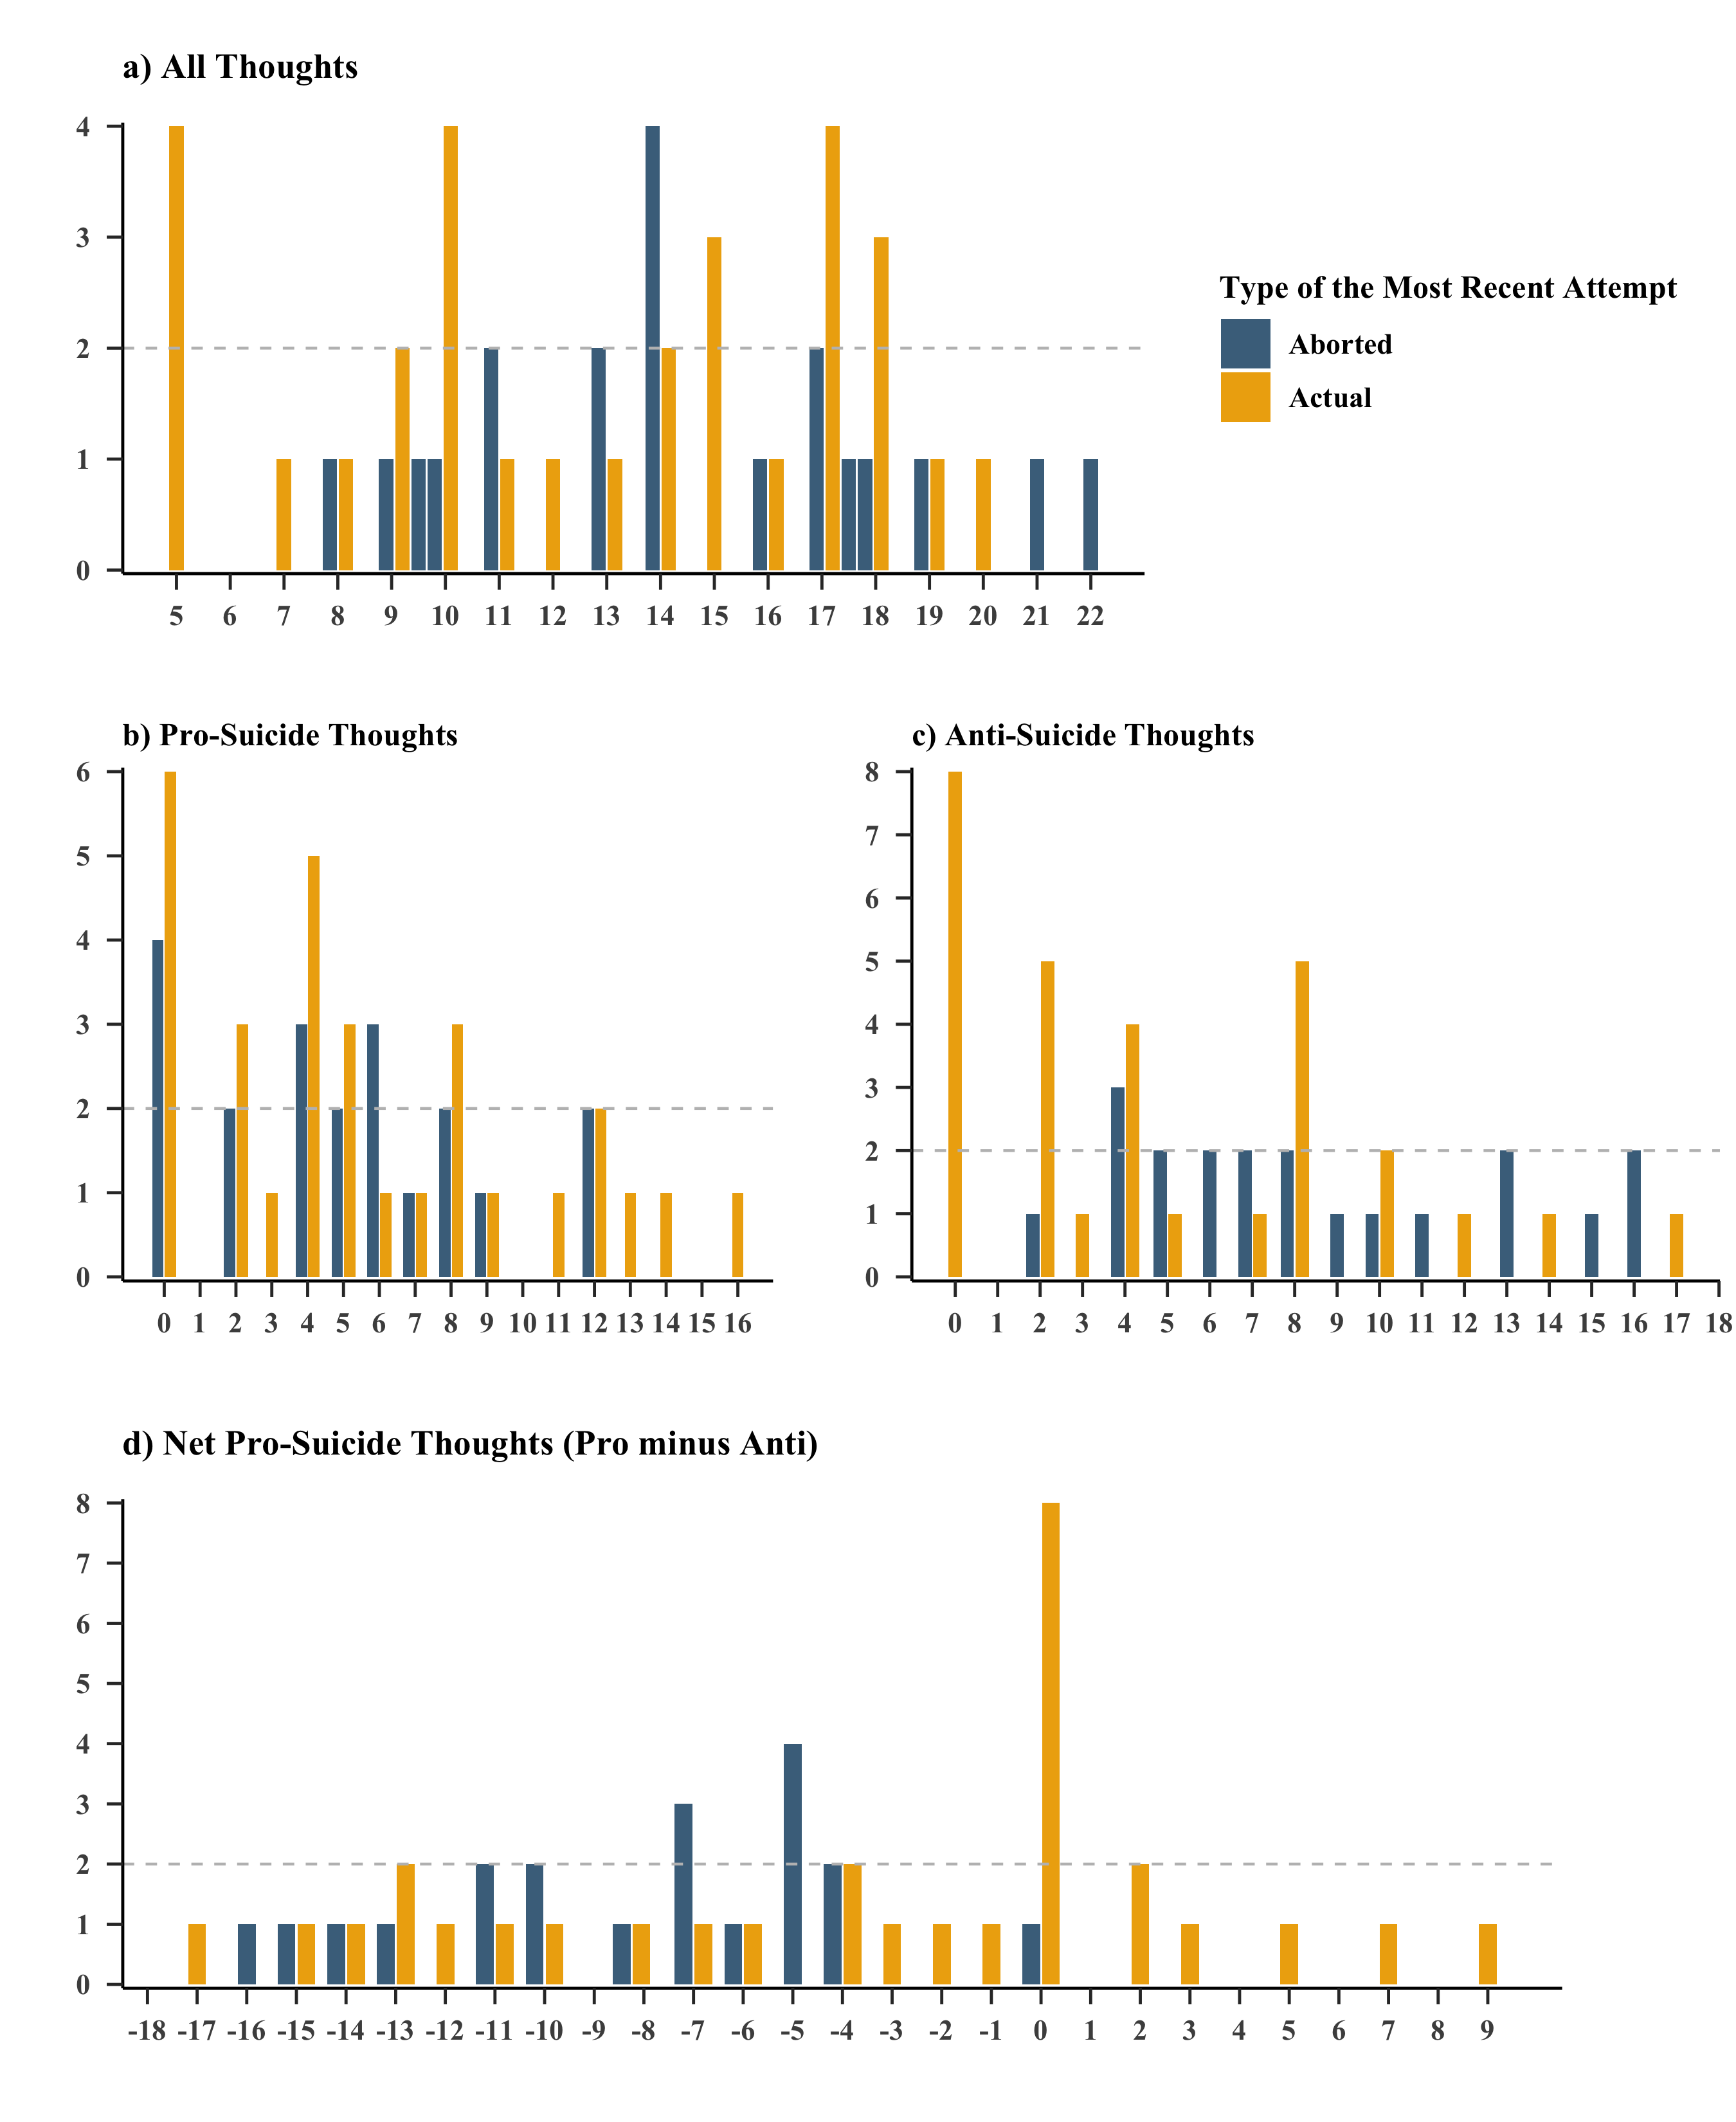 a) All Thoughts
4
3
2
1
0
5 6 7 8 9 10 11 12 13 14 15 16 17 18 19 20 21 22
Type of the Most Recent Attempt
Aborted
Actual
b) Pro-Suicide Thoughts
6
5
4
3
2
1
0
0 1 2 3 4 5 6 7 8 9 10 11 12 13 14 15 16
c) Anti-Suicide Thoughts
8
7
6
5
4
3
2
1
0
0 1 2 3 4 5 6 7 8 9 10 11 12 13 14 15 16 17 18
d) Net Pro-Suicide Thoughts (Pro minus Anti)
8
7
6
5
4
3
2
1
0
-18 -17 -16 -15 -14 -13 -12 -11 -10 -9 -8 -7 -6 -5 -4 -3 -2 -1 0 1 2 3 4 5 6 7 8 9